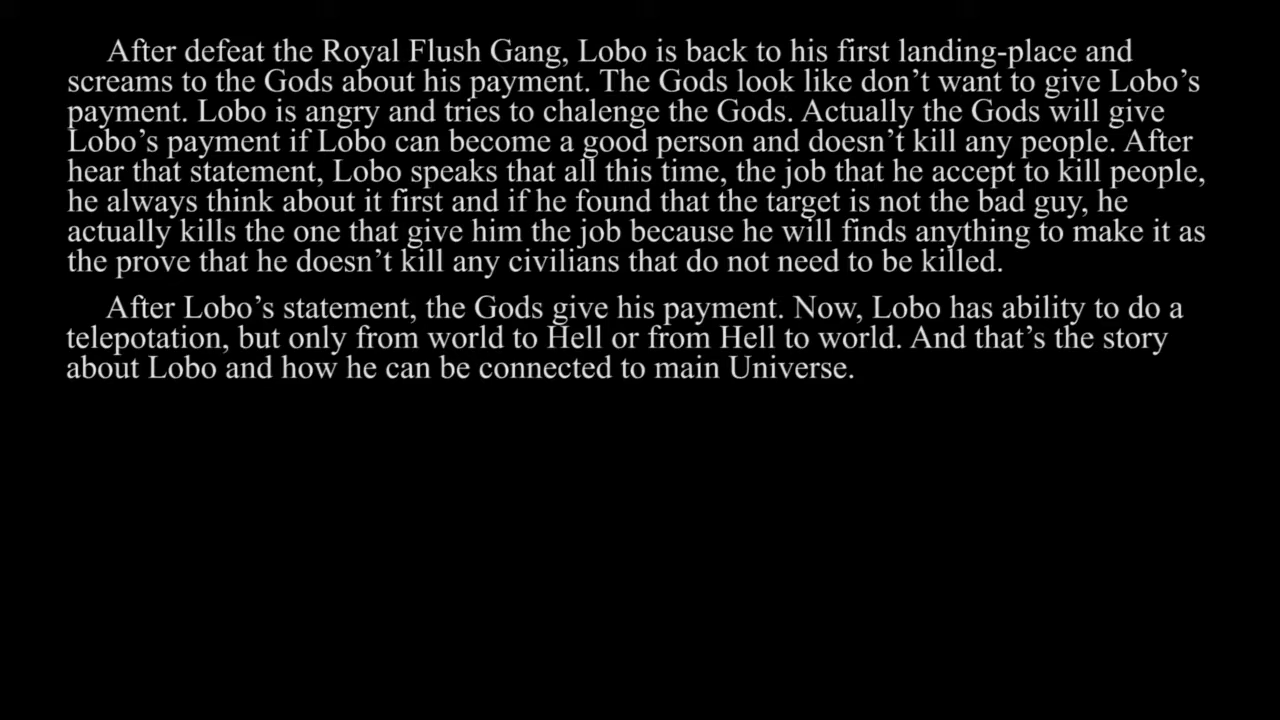 After defeat the Royal Flush Gang, Lobo is back to his first landing-place and
screams to the Gods about his payment. The Gods look like don’t want to give Lobo’s
payment. Lobo is angry and tries to chalenge the Gods. Actually the Gods will give
Lobo’s payment if Lobo can become a good person and doesn’t kill any people. After
hear that statement, Lobo speaks that all this time, the job that he accept to kill people,
he always think about it first and if he found that the target is not the bad guy, he
actually kills the one that give him the job because he will finds anything to make it as
the prove that he doesn’t kill any civilians that do not need to be killed.
After Lobo’s statement, the Gods give his payment. Now, Lobo has ability to do a
telepotation, but only from world to Hell or from Hell to world. And that’s the story
about Lobo and how he can be connected to main Universe.